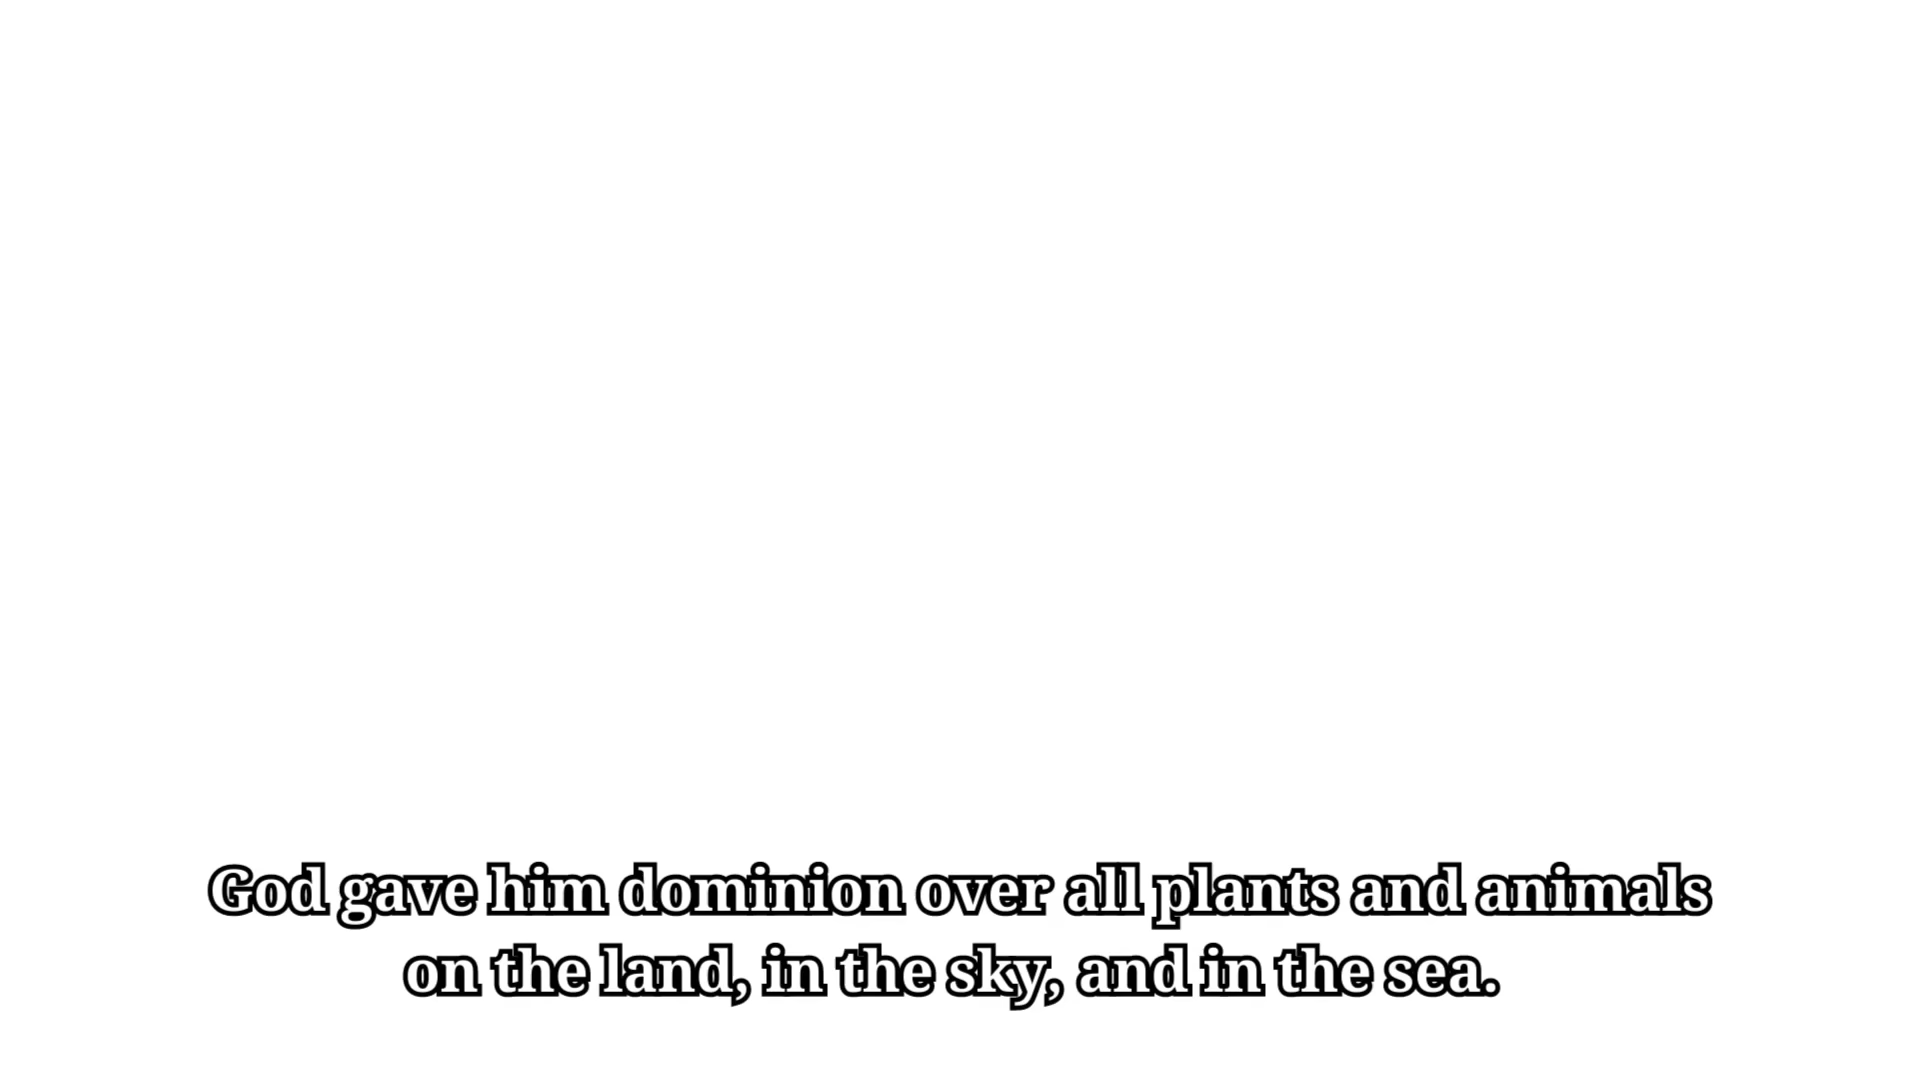 God gave him dominion over all plants and animals
on the land, in the sky, and in the sea.